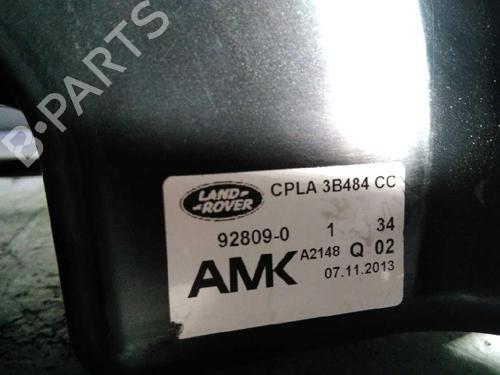 B-PARTS
LAND-
-ROVER
CPLA 3B484 CC
92809-0 1 34
AMK A2148 Q 02
07.11.2013